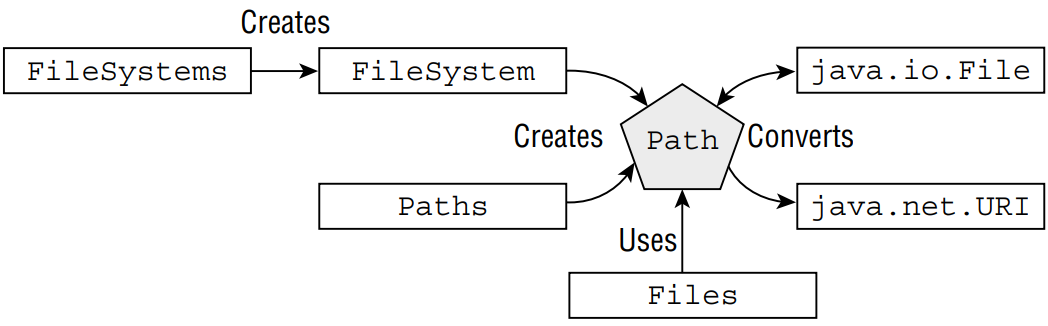 Creates
FileSystems
FileSystem
java.io.File
Creates
Path
Converts
Paths
java.net.URI
Uses
Files